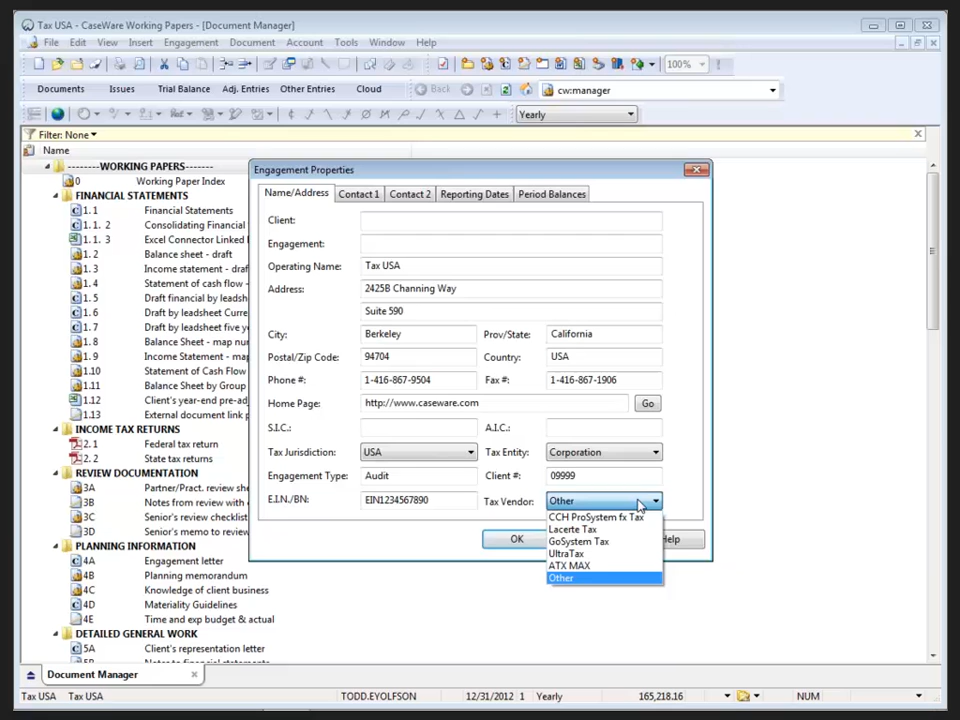 Tax USA - CaseWare Working Papers - [Document Manager]
File Edit View Insert Engagement Document Account Tools Window Help
100%
Documents Issues Trial Balance Adj. Entries Other Entries Cloud Back cw:manager
Ref Yearly
Filter: None
Name
--------WORKING PAPERS-------
0 Working Paper Index
FINANCIAL STATEMENTS
1. 1 Financial Statements
1. 1. 2 Consolidating Financial
1. 1. 3 Excel Connector Linked
1. 2 Balance sheet - draft
1. 3 Income statement - draf
1. 4 Statement of cash flow -
1. 5 Draft financial by leadsh
1. 6 Draft by leadsheet Curre
1. 7 Draft by leadsheet five ye
1. 8 Balance Sheet - map nu
1. 9 Income Statement - map
1.10 Statement of Cash Flow
1.11 Balance Sheet by Group
1.12 Client's year-end pre-adj
1.13 External document link p
INCOME TAX RETURNS
2. 1 Federal tax return
2. 2 State tax returns
REVIEW DOCUMENTATION
3A Partner/Pract. review she
3B Notes from review with
3C Senior's review checklist
3D Senior's memo to review
PLANNING INFORMATION
4A Engagement letter
4B Planning memorandum
4C Knowledge of client business
4D Materiality Guidelines
4E Time and exp budget & actual
DETAILED GENERAL WORK
5A Client's representation letter
5B Notes to financial statements
Engagement Properties
Name/Address Contact 1 Contact 2 Reporting Dates Period Balances
Client:
Engagement:
Operating Name: Tax USA
Address: 2425B Channing Way
Suite 590
City: Berkeley Prov/State: California
Postal/Zip Code: 94704 Country: USA
Phone #: 1-416-867-9504 Fax #: 1-416-867-1906
Home Page: http://www.caseware.com Go
S.I.C.: A.I.C.:
Tax Jurisdiction: USA Tax Entity: Corporation
Engagement Type: Audit Client #: 09999
E.I.N./BN: EIN1234567890 Tax Vendor: Other
CCH ProSystem fx Tax
Lacerte Tax
GoSystem Tax
UltraTax
ATX MAX
Other
OK Help
Document Manager
Tax USA Tax USA TODD.EYOLFSON 12/31/2012 1 Yearly 165,218.16 NUM